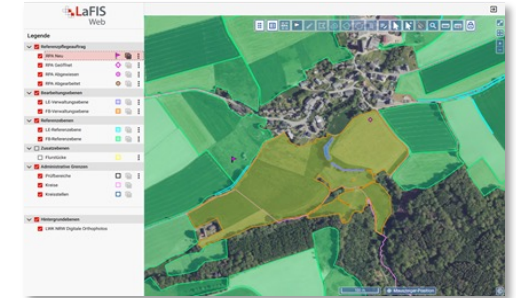 LaFIS
Web
Legende
Referenzpflegeauftrag
RPA Neu
RPA Geöffnet
RPA Abgewiesen
RPA Abgearbeitet
Bearbeitungsebenen
LE-Verwaltungsebene
FB-Verwaltungsebene
Referenzebenen
LE-Referenzebene
FB-Referenzebene
Zusatzebenen
Flurstücke
Administrative Grenzen
Prüfbereiche
Kreise
Kreisstellen
Hintergrundebenen
LWK NRW Digitale Orthophotos